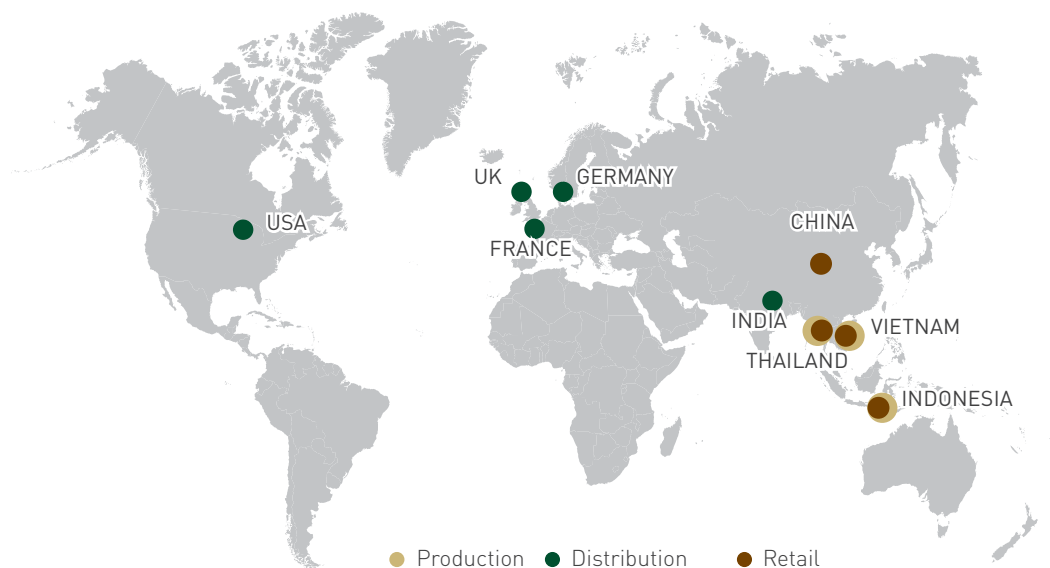 UK
GERMANY
USA
CHINA
FRANCE
INDIA
VIETNAM
THAILAND
INDONESIA
Production
Distribution
Retail